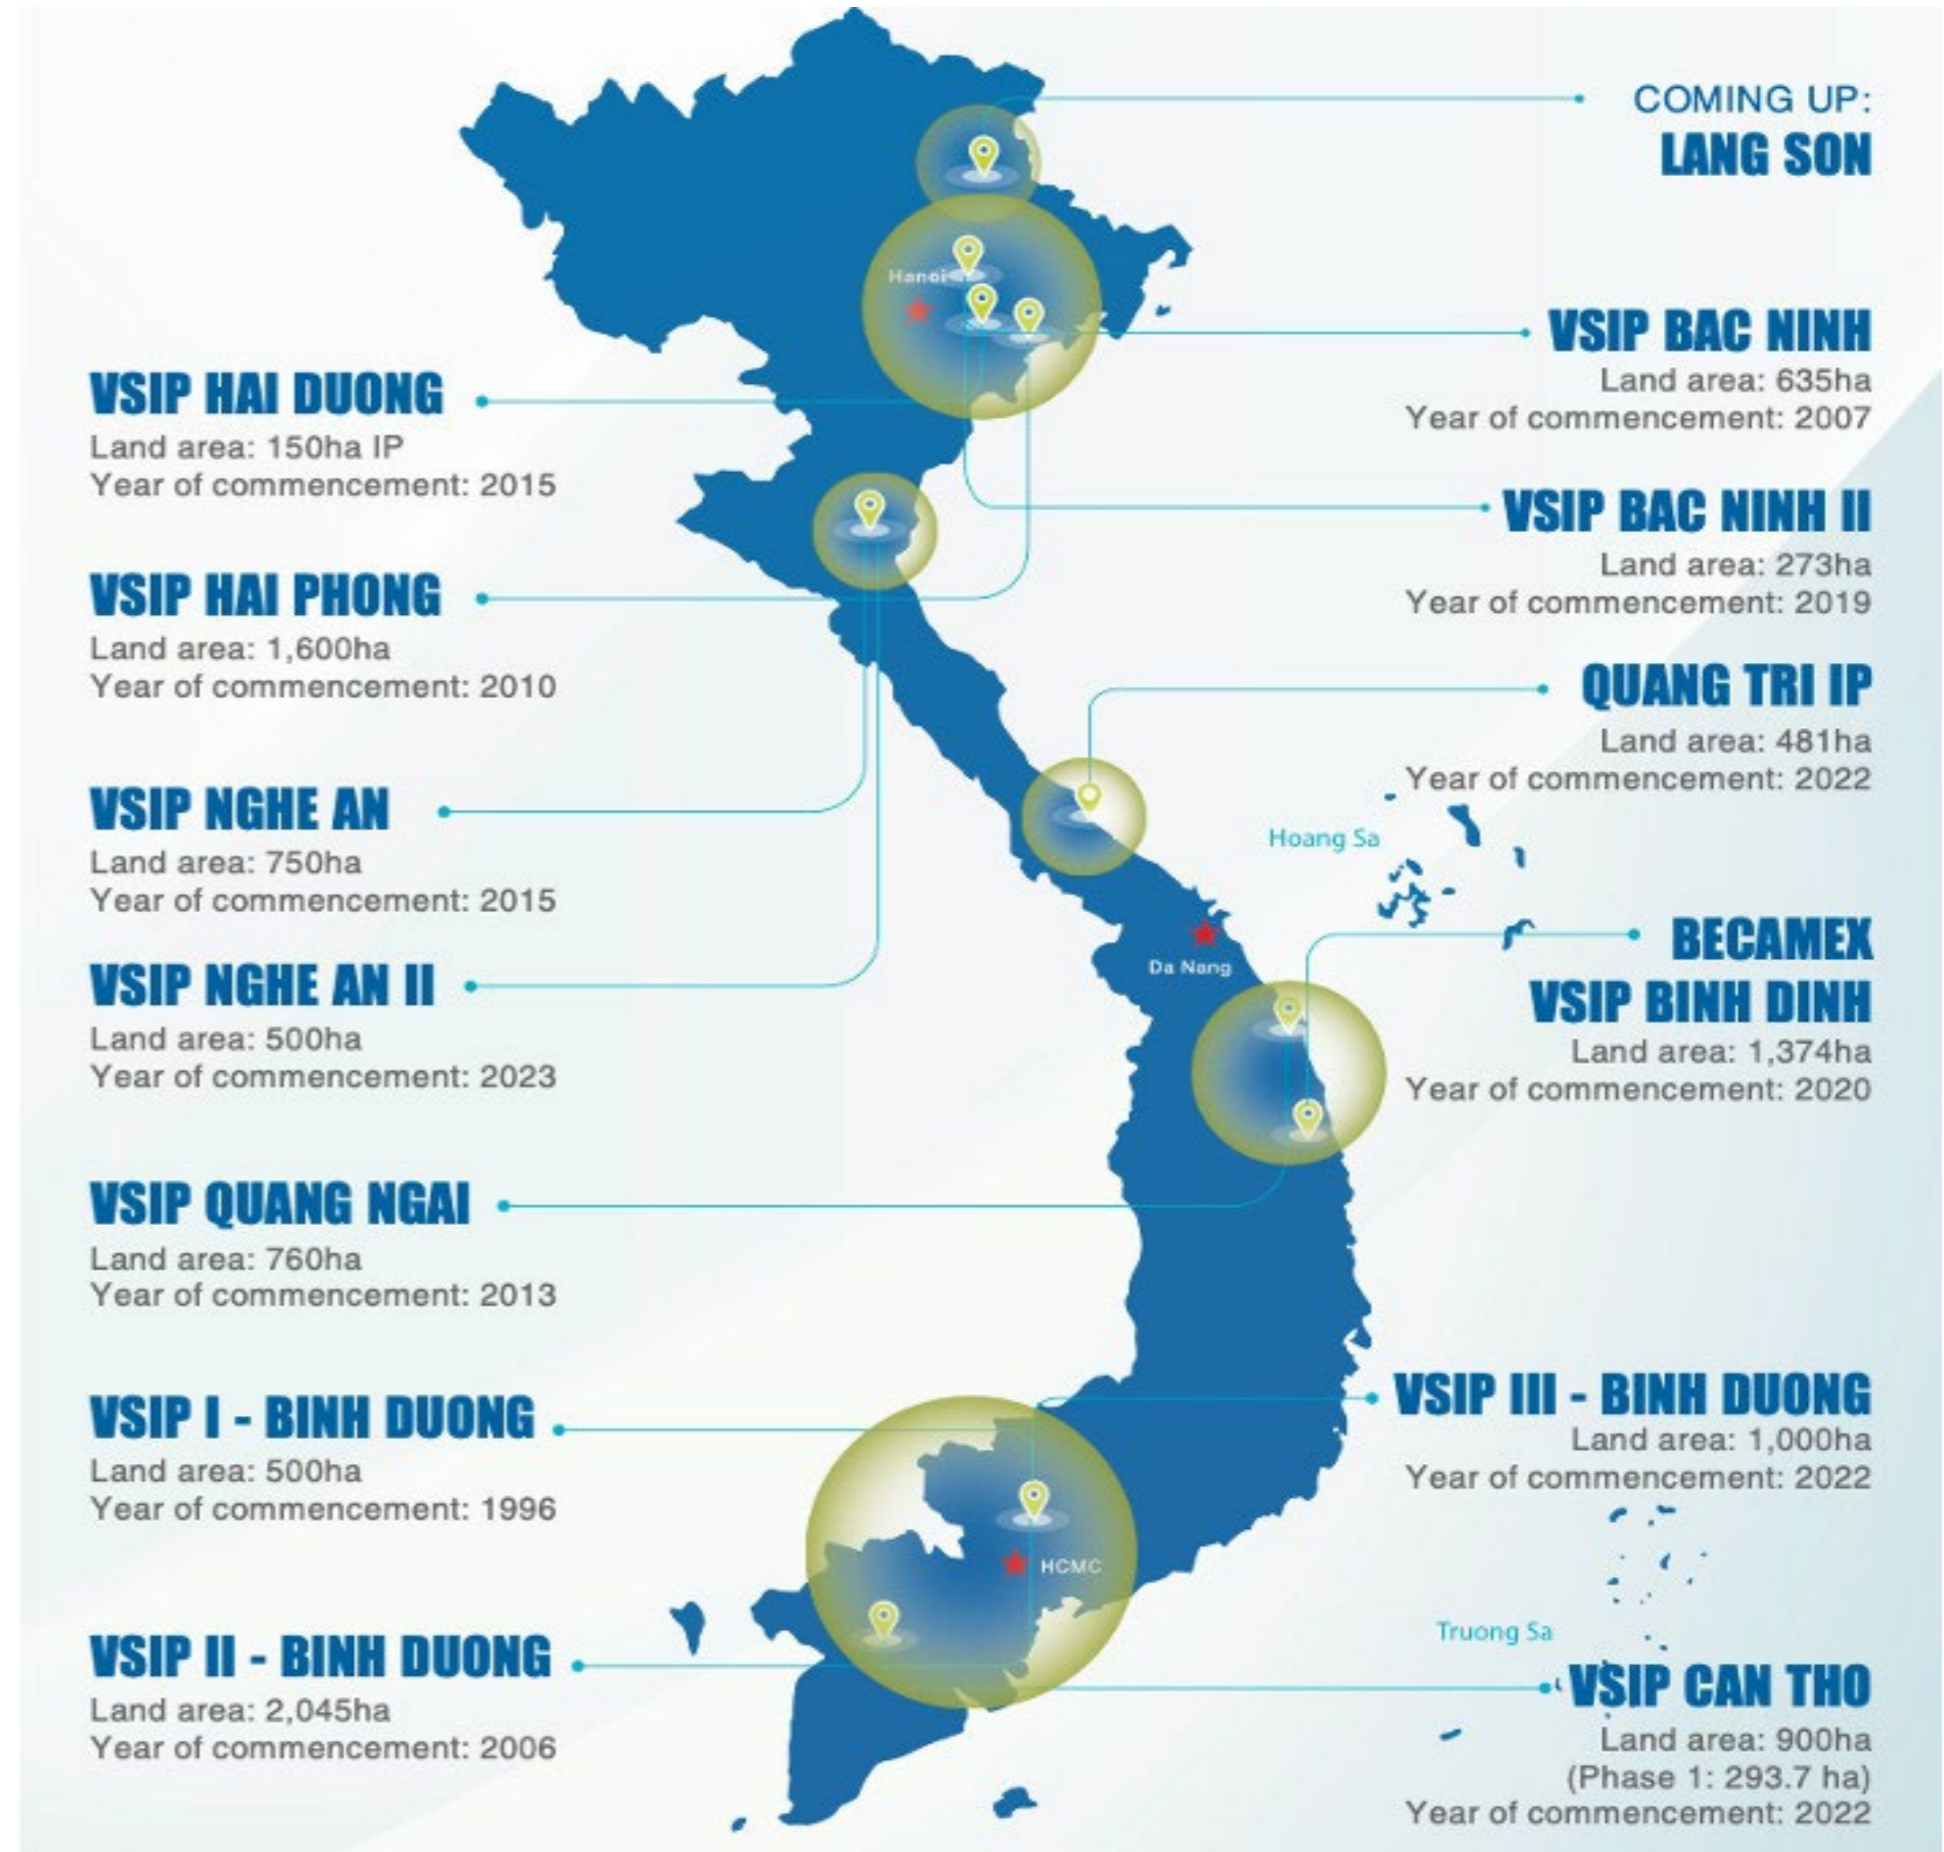 COMING UP:
LANG SON
Hanoi
VSIP BAC NINH
Land area: 635ha
Year of commencement: 2007
VSIP HAI DUONG
Land area: 150ha IP
Year of commencement: 2015
VSIP BAC NINH II
Land area: 273ha
Year of commencement: 2019
VSIP HAI PHONG
Land area: 1,600ha
Year of commencement: 2010
QUANG TRI IP
Land area: 481ha
Year of commencement: 2022
VSIP NGHE AN
Land area: 750ha
Year of commencement: 2015
Hoang Sa
BECAMEX
VSIP BINH DINH
Land area: 1,374ha
Year of commencement: 2020
Da Nang
VSIP NGHE AN II
Land area: 500ha
Year of commencement: 2023
VSIP QUANG NGAI
Land area: 760ha
Year of commencement: 2013
VSIP I - BINH DUONG
Land area: 500ha
Year of commencement: 1996
VSIP III - BINH DUONG
Land area: 1,000ha
Year of commencement: 2022
HCMC
Truong Sa
VSIP II - BINH DUONG
Land area: 2,045ha
Year of commencement: 2006
VSIP CAN THO
Land area: 900ha
(Phase 1: 293.7 ha)
Year of commencement: 2022